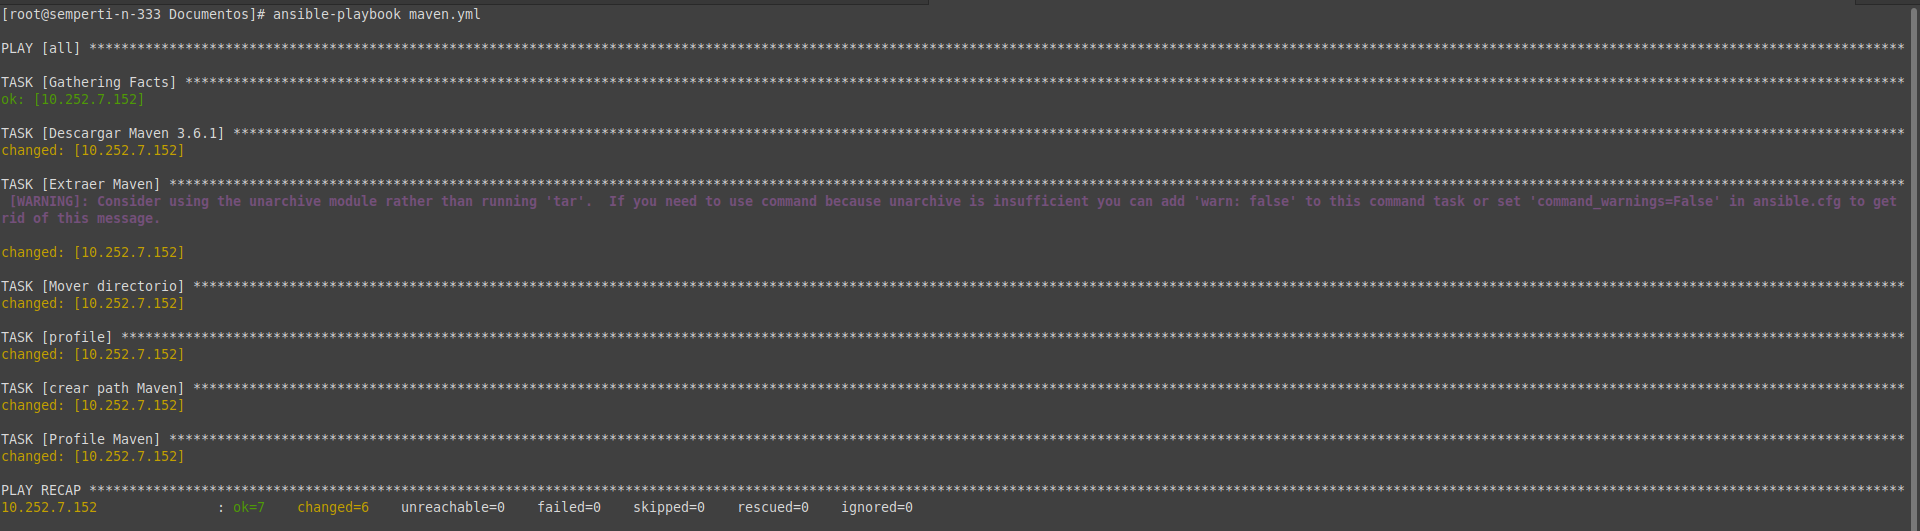 [root@semperti-n-333 Documentos]# ansible-playbook maven.yml
PLAY [all] ****************************************************************************************************
TASK [Gathering Facts] ****************************************************************************************************
ok: [10.252.7.152]
TASK [Descargar Maven 3.6.1] ****************************************************************************************************
changed: [10.252.7.152]
TASK [Extraer Maven] ****************************************************************************************************
[WARNING]: Consider using the unarchive module rather than running 'tar'.  If you need to use command because unarchive is insufficient you can add 'warn: false' to this command task or set 'command_warnings=False' in ansible.cfg to get
rid of this message.
changed: [10.252.7.152]
TASK [Mover directorio] ****************************************************************************************************
changed: [10.252.7.152]
TASK [profile] ****************************************************************************************************
changed: [10.252.7.152]
TASK [crear path Maven] ****************************************************************************************************
changed: [10.252.7.152]
TASK [Profile Maven] ****************************************************************************************************
changed: [10.252.7.152]
PLAY RECAP ****************************************************************************************************
10.252.7.152               : ok=7    changed=6    unreachable=0    failed=0    skipped=0    rescued=0    ignored=0